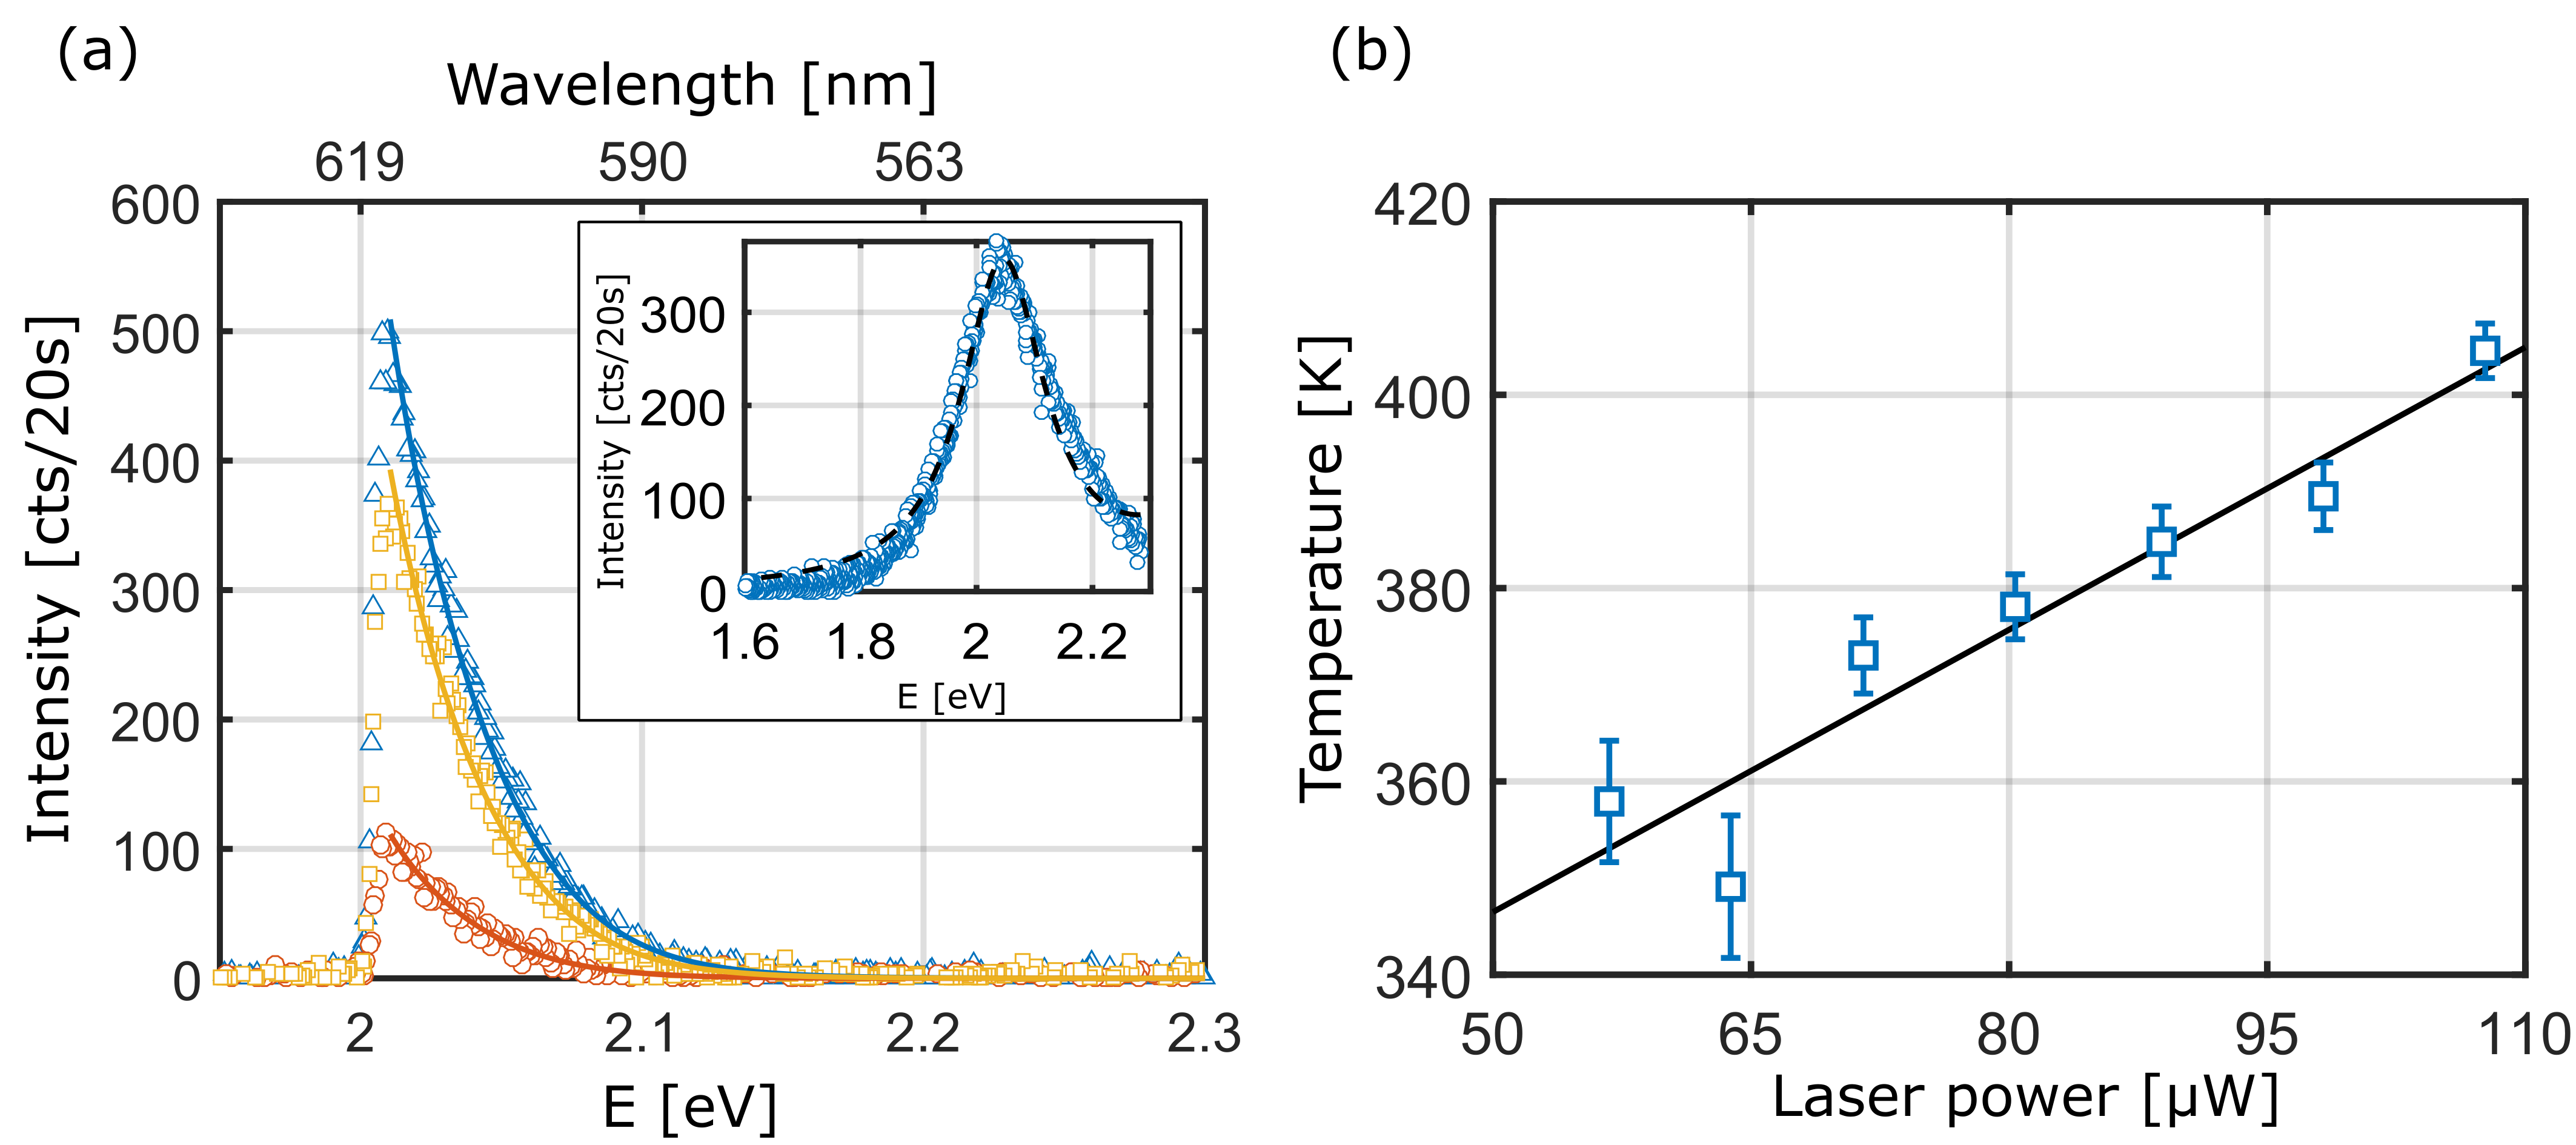 (a)
Wavelength [nm]
619 590 563
600
500
400
300
200
100
0
Intensity [cts/20s]
2 2.1 2.2 2.3
E [eV]
300
200
100
0
Intensity [cts/20s]
1.6 1.8 2 2.2
E [eV]
(b)
420
400
380
360
340
Temperature [K]
50 65 80 95 110
Laser power [µW]